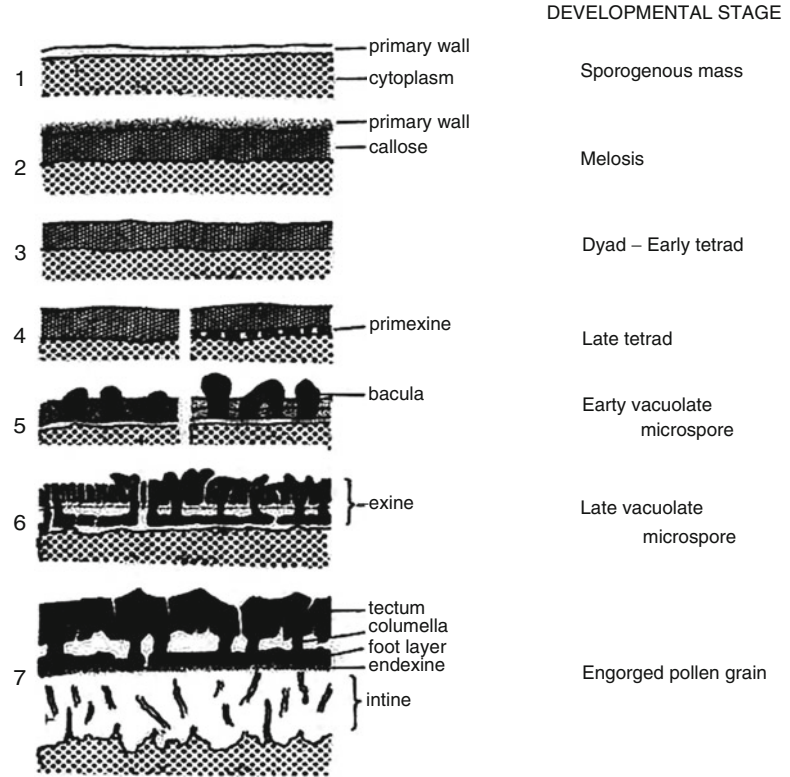 DEVELOPMENTAL STAGE
primary wall
1
cytoplasm
Sporogenous mass
primary wall
2
callose
Melosis
3
Dyad – Early tetrad
4
primexine
Late tetrad
5
bacula
Earty vacuolate
microspore
6
exine
Late vacuolate
microspore
7
tectum
columella
foot layer
endexine
intine
Engorged pollen grain